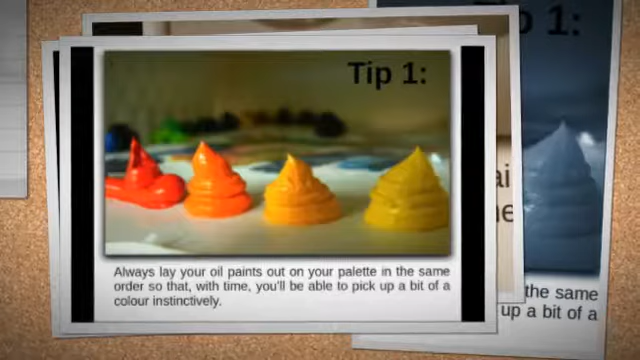 Tip 1:
Always lay your oil paints out on your palette in the same
order so that, with time, you'll be able to pick up a bit of a
colour instinctively.
1:
the same
up a bit of a